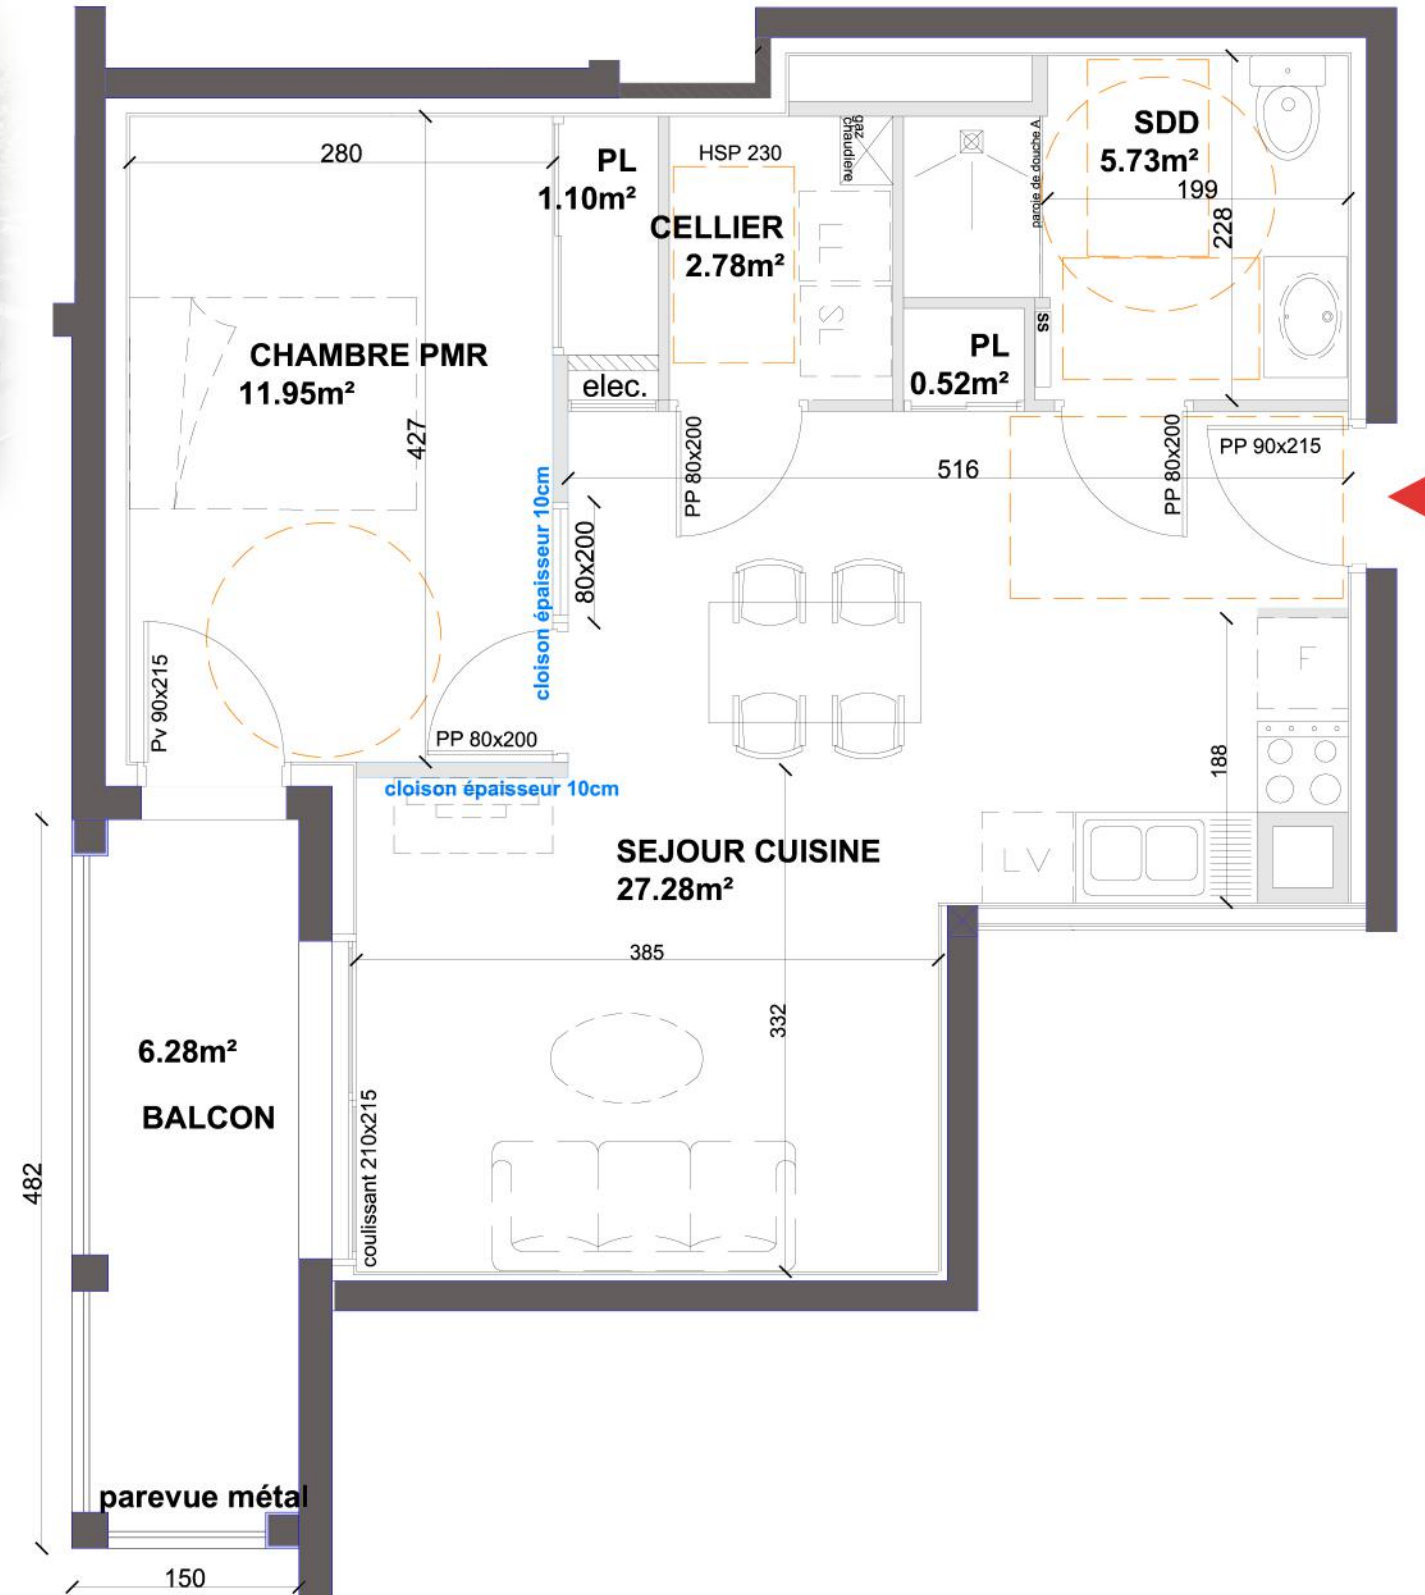 SDD
5.73m²
199
228
gaz
chaudiere
paroie de douche A
HSP 230
280
PL
1.10m²
CELLIER
2.78m²
LL
SL
SS
PL
0.52m²
CHAMBRE PMR
11.95m²
elec.
427
PP 80x200
516
PP 80x200
PP 90x215
cloison épaisseur 10cm
80x200
Pv 90x215
PP 80x200
cloison épaisseur 10cm
F
188
LV
SEJOUR CUISINE
27.28m²
385
332
6.28m²
BALCON
coulissant 210x215
482
parevue métal
150